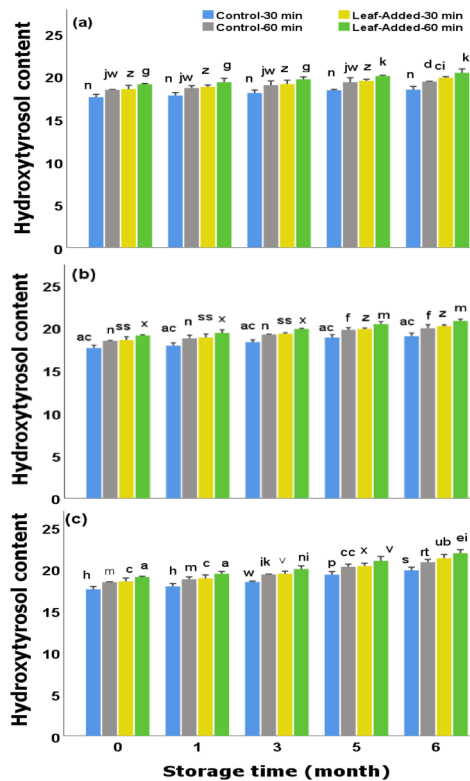 Control-30 min Leaf-Added-30 min
Control-60 min Leaf-Added-60 min
(a)
Hydroxytyrosol content
25
20
15
10
5
0
n jw z g n jw z g n jw z g n jw z k n d ci k
(b)
Hydroxytyrosol content
25
20
15
10
5
0
ac n ss x ac n ss x ac n ss x ac f z m ac f z m
(c)
Hydroxytyrosol content
25
20
15
10
5
0
h m c a h m c a w ik v ni p cc x v s rt ub ei
0 1 3 5 6
Storage time (month)